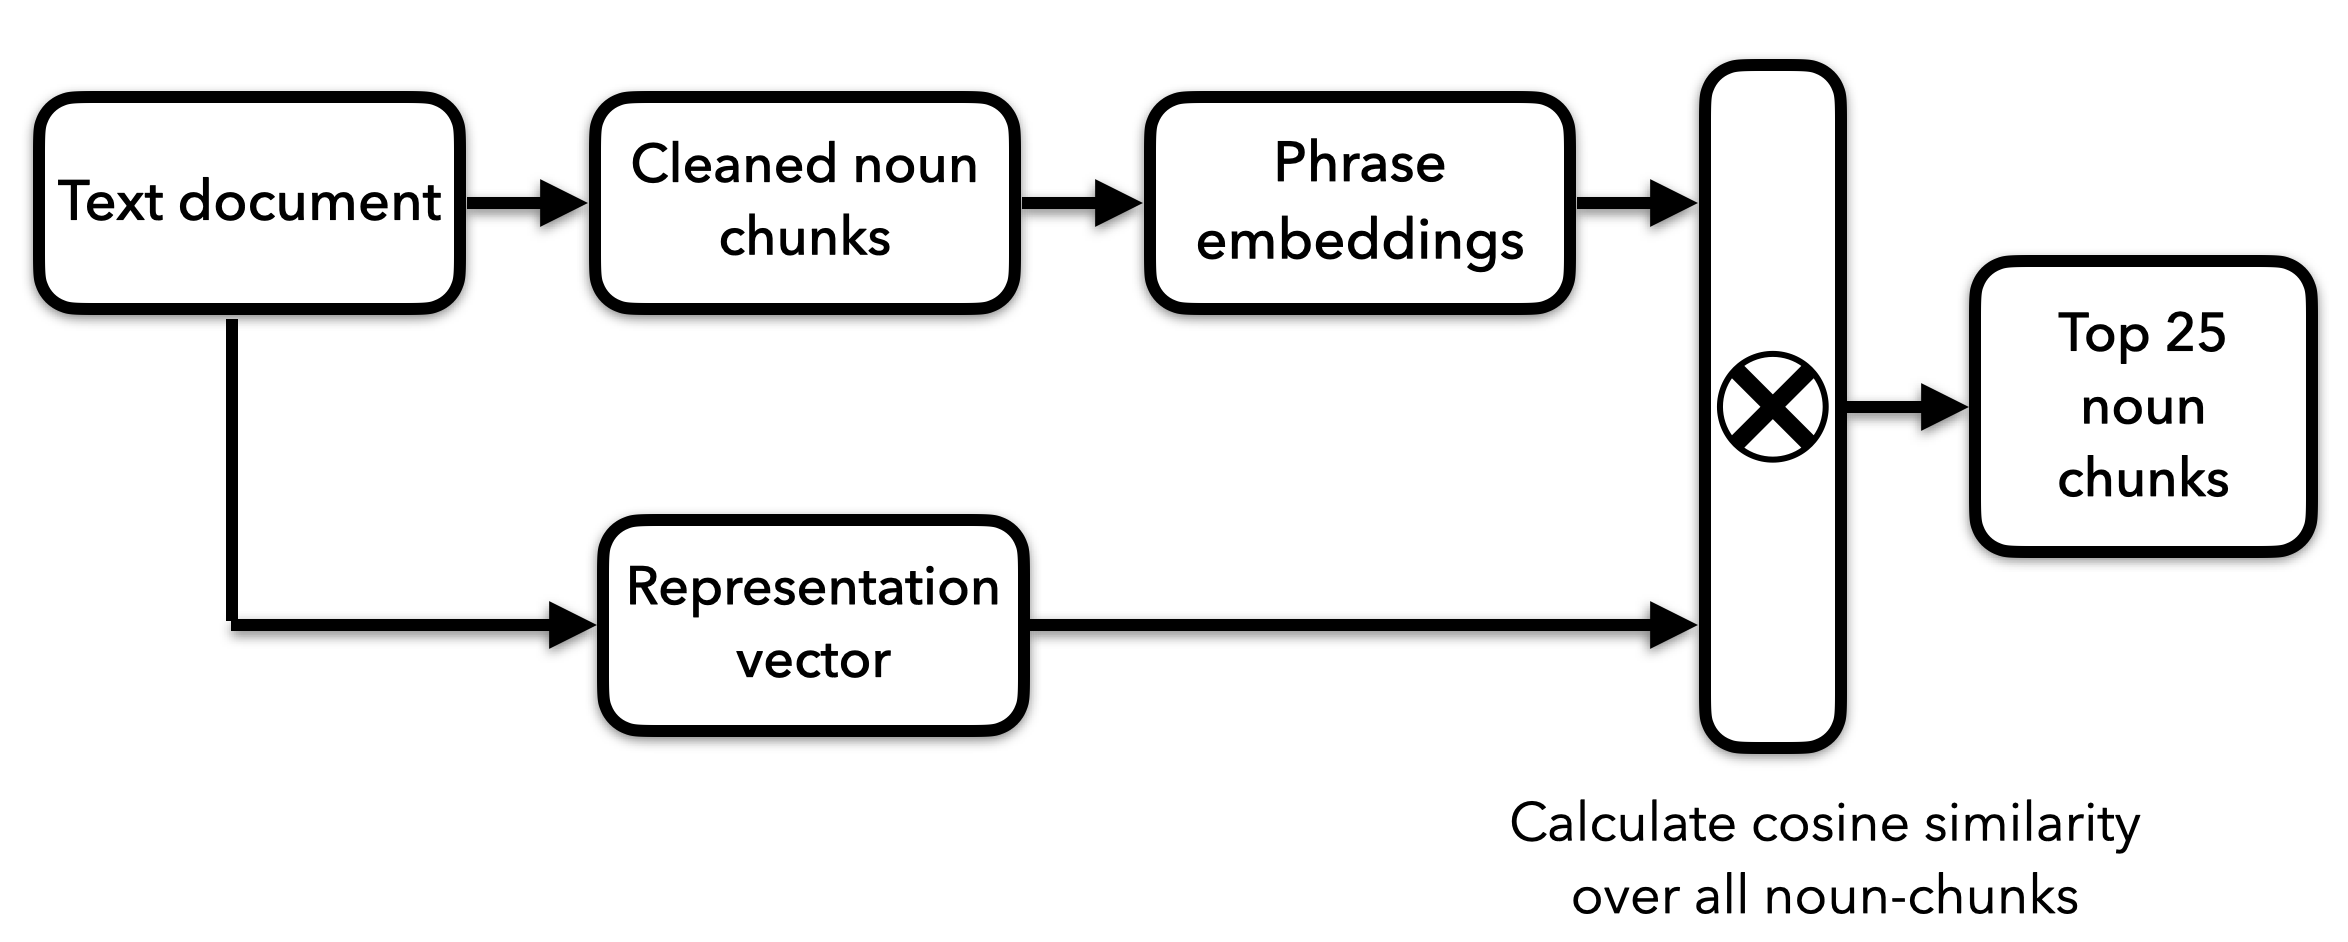 Text document
Cleaned noun
chunks
Phrase
embeddings
Representation
vector
Top 25
noun
chunks
Calculate cosine similarity
over all noun-chunks